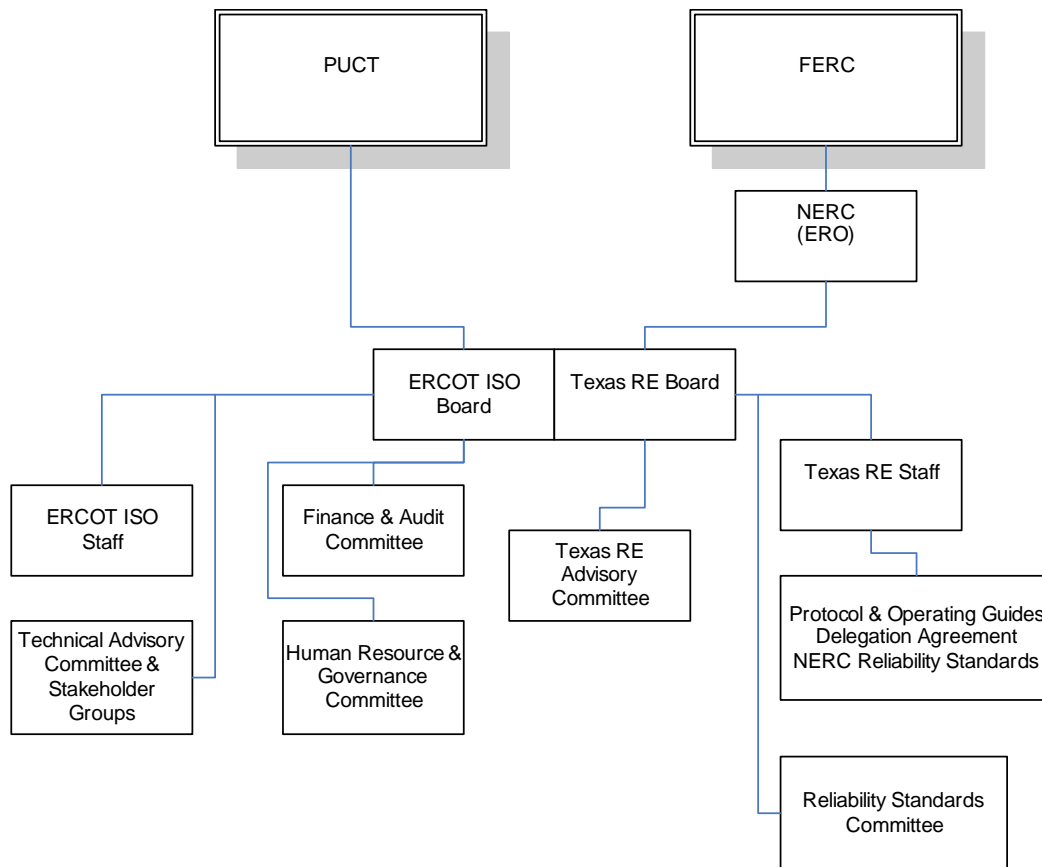 PUCT
FERC
NERC
(ERO)
ERCOT ISO
Board
Texas RE Board
ERCOT ISO
Staff
Finance & Audit
Committee
Texas RE
Advisory
Committee
Texas RE Staff
Technical Advisory
Committee &
Stakeholder
Groups
Human Resource &
Governance
Committee
Protocol & Operating Guides
Delegation Agreement
NERC Reliability Standards
Reliability Standards
Committee